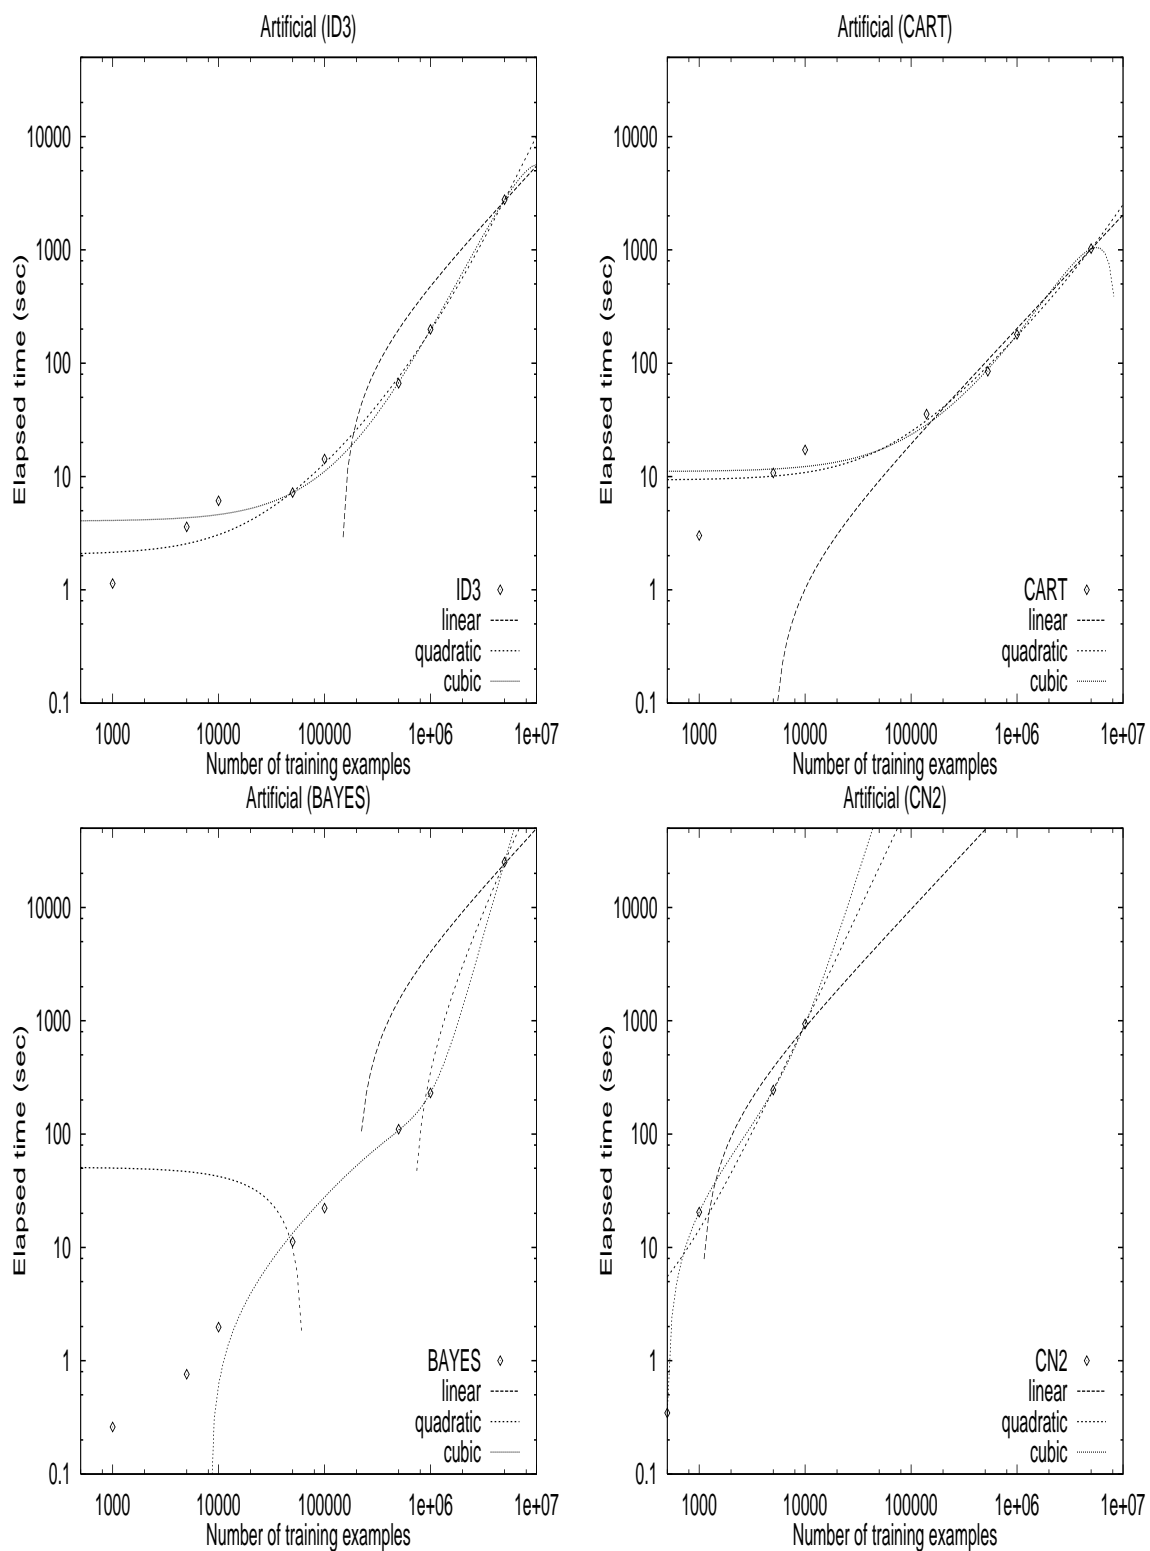 Artificial (ID3)
10000
1000
100
10
1
0.1
Elapsed time (sec)
ID3
linear
quadratic
cubic
1000 10000 100000 1e+06 1e+07
Number of training examples
Artificial (CART)
10000
1000
100
10
1
0.1
Elapsed time (sec)
CART
linear
quadratic
cubic
1000 10000 100000 1e+06 1e+07
Number of training examples
Artificial (BAYES)
10000
1000
100
10
1
0.1
Elapsed time (sec)
BAYES
linear
quadratic
cubic
1000 10000 100000 1e+06 1e+07
Number of training examples
Artificial (CN2)
10000
1000
100
10
1
0.1
Elapsed time (sec)
CN2
linear
quadratic
cubic
1000 10000 100000 1e+06 1e+07
Number of training examples